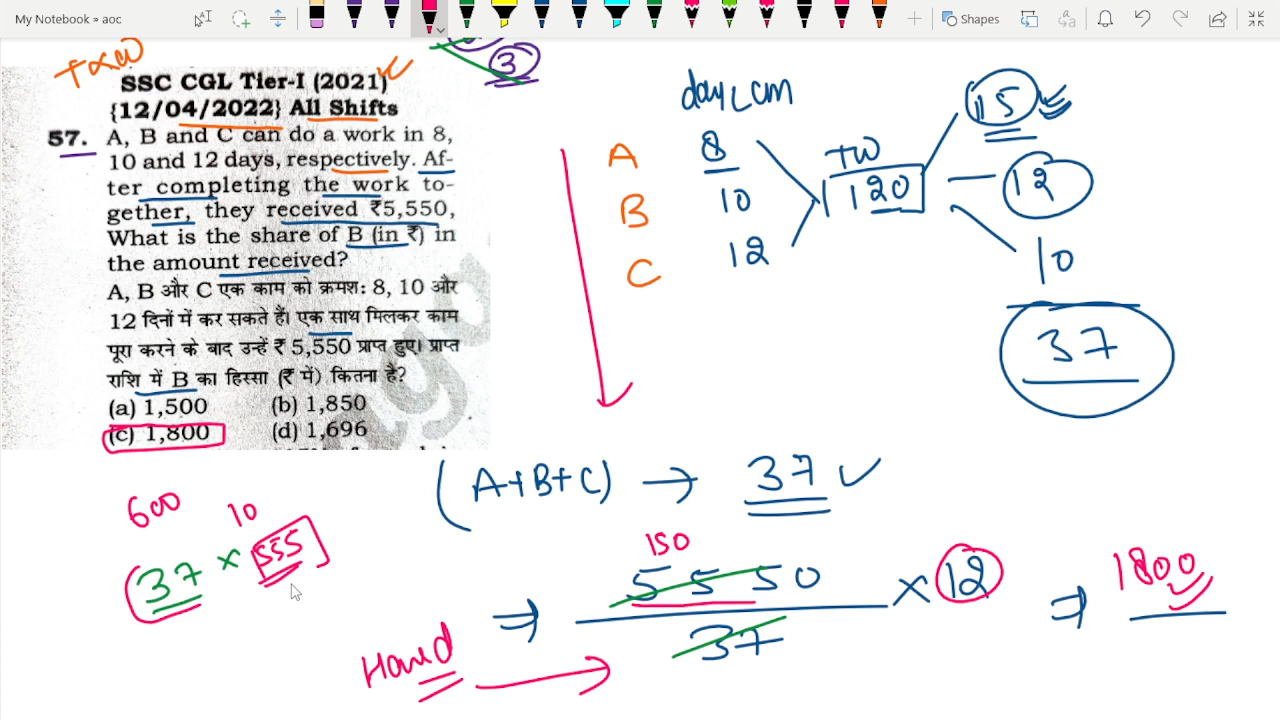 My Notebook » aoc
Shapes
T×W
3
SSC CGL Tier-I (2021)
{12/04/2022} All Shifts
57. A, B and C can do a work in 8,
10 and 12 days, respectively. Af-
ter completing the work to-
gether, they received ₹5,550,
What is the share of B (in ₹) in
the amount received?
A, B और C एक काम को क्रमश: 8, 10 और
12 दिनों में कर सकते हैं। एक साथ मिलकर काम
पूरा करने के बाद उन्हें ₹ 5,550 प्राप्त हुए। प्राप्त
राशि में B का हिस्सा (₹ में) कितना है?
(a) 1,500 (b) 1,850
(c) 1,800 (d) 1,696
day LCM
A 8 TW 15
B 10 120 12
C 12 10
37
(A+B+C) → 37
600 10
37 × 555
150
⇒ 5550 × 12 ⇒ 1800
37